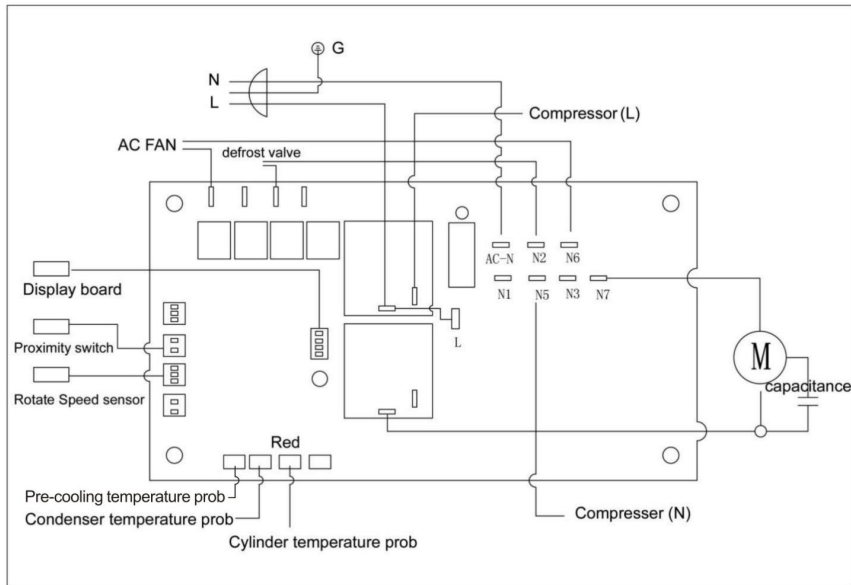 G
N
L
Compressor (L)
AC FAN
defrost valve
AC-N N2 N6
N1 N5 N3 N7
Display board
L
Proximity switch
M
capacitance
Rotate Speed sensor
Red
Pre-cooling temperature prob
Condenser temperature prob
Compresser (N)
Cylinder temperature prob